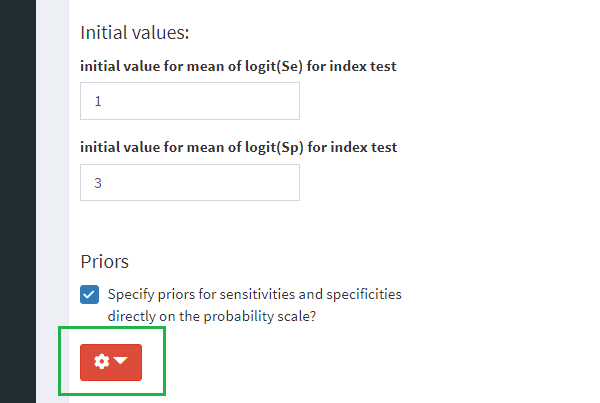 Initial values:
initial value for mean of logit(Se) for index test
1
initial value for mean of logit(Sp) for index test
3
Priors
Specify priors for sensitivities and specificities
directly on the probability scale?